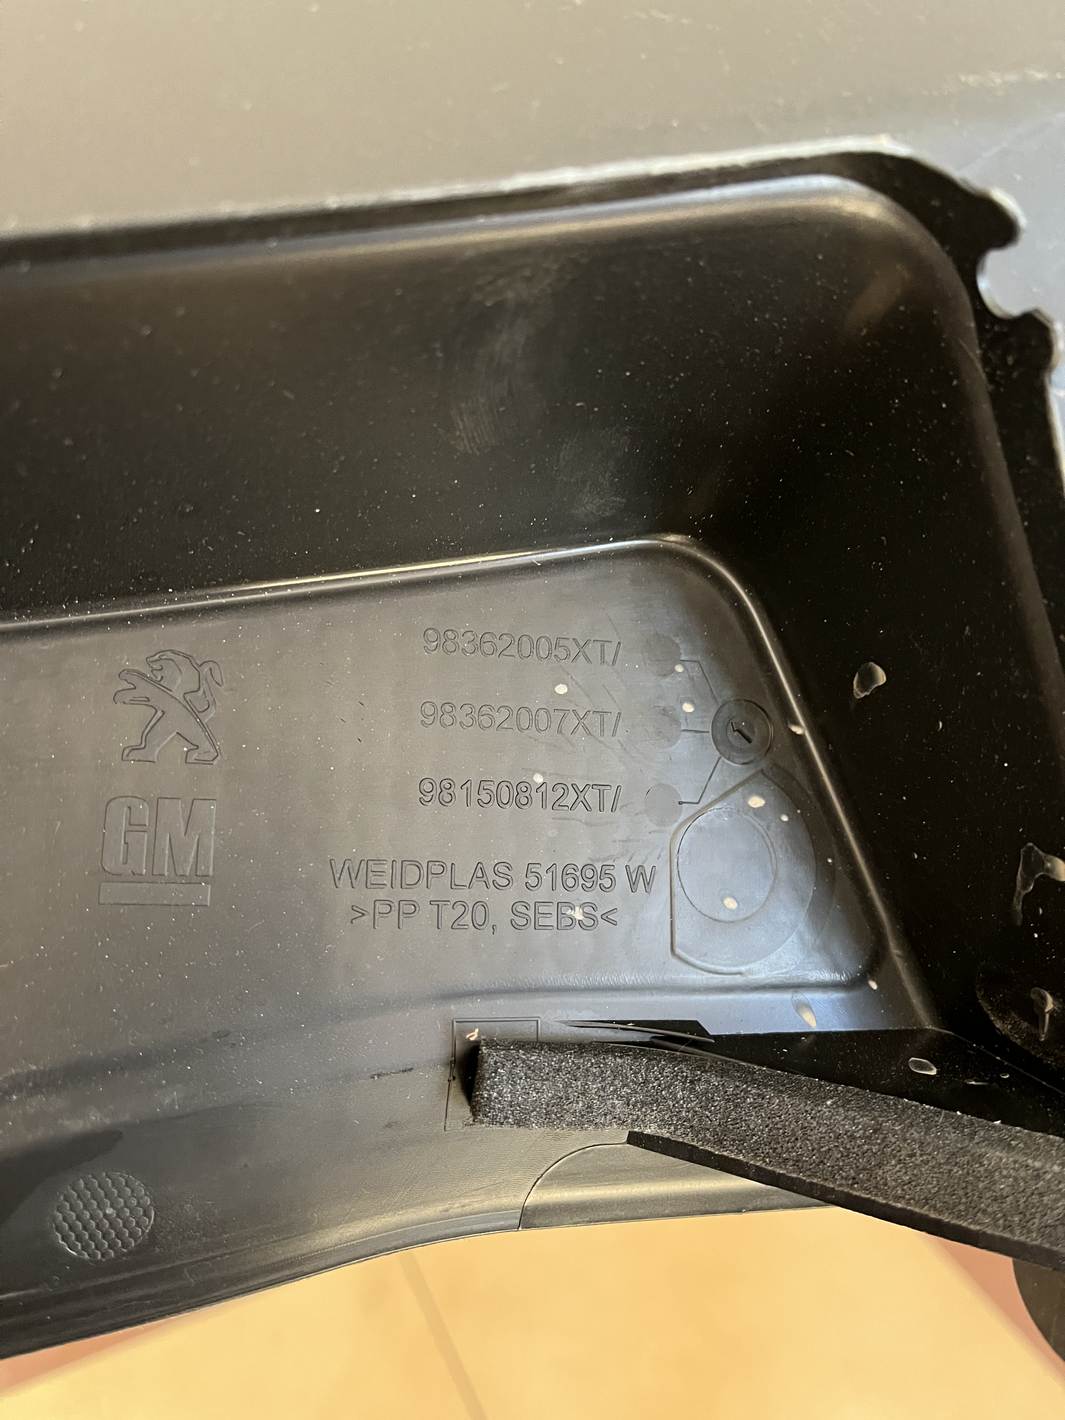 98362005XT/
98362007XT/
98150812XT/
GM
WEIDPLAS 51695 W
>PP T20, SEBS<